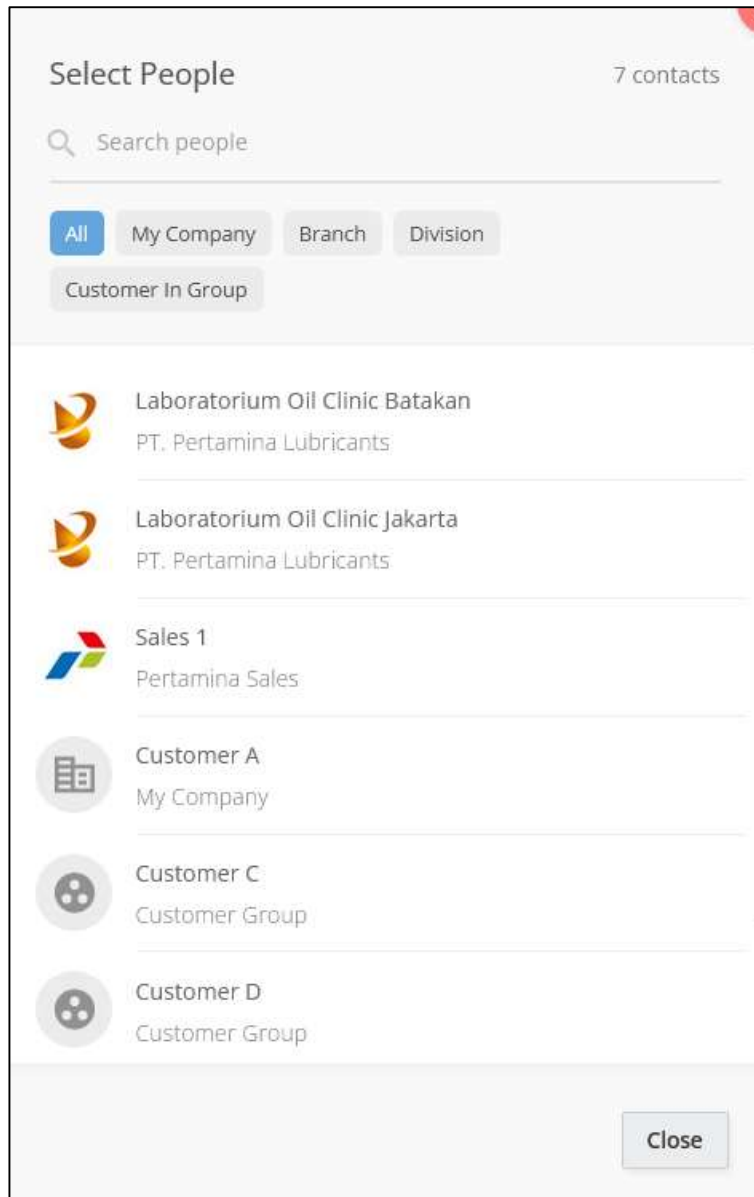 Select People
7 contacts
Search people
All
My Company
Branch
Division
Customer In Group
Laboratorium Oil Clinic Batakan
PT. Pertamina Lubricants
Laboratorium Oil Clinic Jakarta
PT. Pertamina Lubricants
Sales 1
Pertamina Sales
Customer A
My Company
Customer C
Customer Group
Customer D
Customer Group
Close